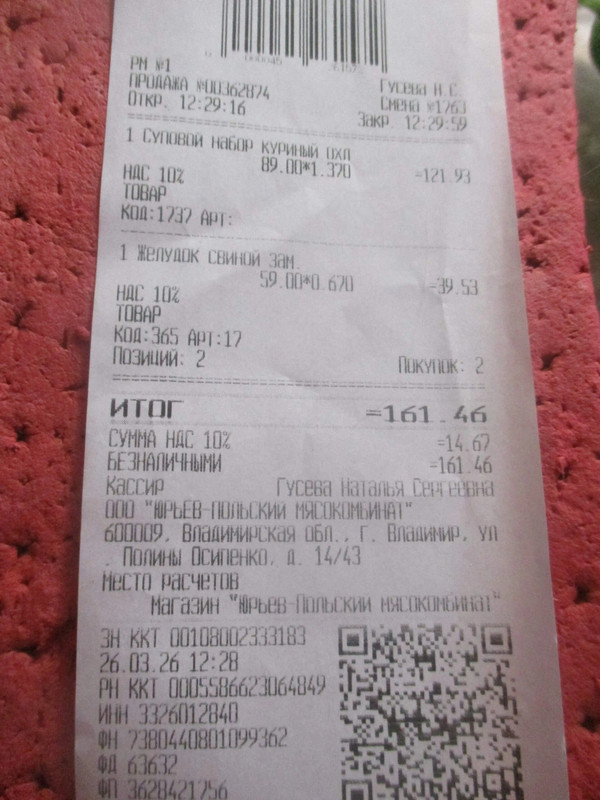 РМ №1
ПРОДАЖА №00362874 Гусева Н.С.
Смена №1763
Откр. 12:29:16 Закр. 12:29:59
1 Суповой набор куриный охл
89.00*1.370 =121.93
НДС 10%
ТОВАР
Код:1737 Арт:
1 Желудок свиной зам.
59.00*0.670 =39.53
НДС 10%
ТОВАР
Код:365 Арт:17
Позиций: 2 Покупок: 2
ИТОГ =161.46
СУММА НДС 10% =14.67
БЕЗНАЛИЧНЫМИ =161.46
Кассир Гусева Наталья Сергеевна
ООО "ЮРЬЕВ-ПОЛЬСКИЙ МЯСОКОМБИНАТ"
600009, Владимирская обл., г. Владимир, ул
. Полины Осипенко, д. 14/43
Место расчетов
Магазин "Юрьев-Польский мясокомбинат"
ЗН ККТ 00108002333183
26.03.26 12:28
РН ККТ 0005586623064849
ИНН 3326012840
ФН 7380440801099362
ФД 63632
ФП 3628421756